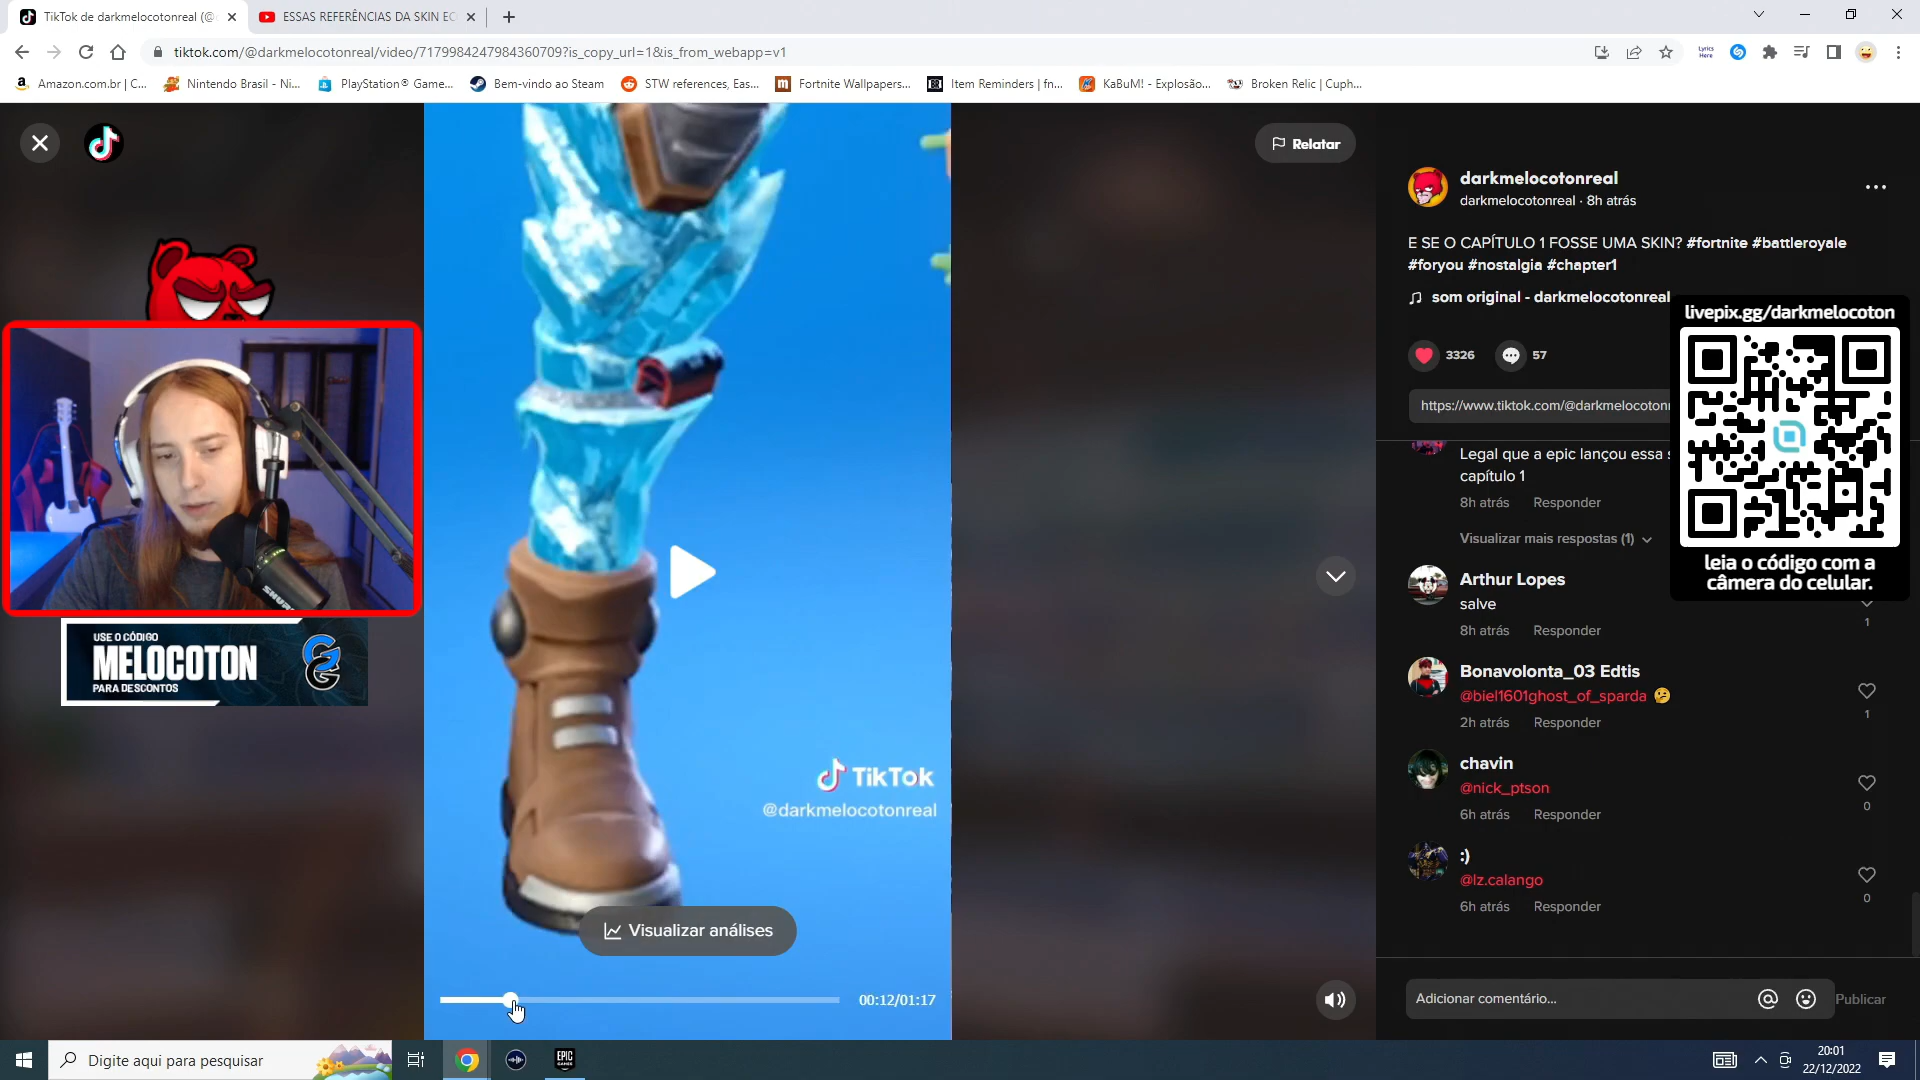 TikTok de darkmelocotonreal (@
ESSAS REFERÊNCIAS DA SKIN EC
tiktok.com/@darkmelocotonreal/video/7179984247984360709?is_copy_url=1&is_from_webapp=v1
Lyrics Here
Amazon.com.br | C...
Nintendo Brasil - Ni...
PlayStation® Game...
Bem-vindo ao Steam
STW references, Eas...
Fortnite Wallpapers...
Item Reminders | fn...
KaBuM! - Explosão...
Broken Relic | Cuph...
Relatar
darkmelocotonreal
darkmelocotonreal · 8h atrás
E SE O CAPÍTULO 1 FOSSE UMA SKIN? #fortnite #battleroyale
#foryou #nostalgia #chapter1
som original - darkmelocotonreal
3326
57
https://www.tiktok.com/@darkmelocoton
livepix.gg/darkmelocoton
leia o código com a
câmera do celular.
Legal que a epic lançou essa s
capítulo 1
8h atrás Responder
Visualizar mais respostas (1)
Arthur Lopes
salve
8h atrás Responder
1
Bonavolonta_03 Edtis
@biel1601ghost_of_sparda 🤔
2h atrás Responder
1
chavin
@nick_ptson
6h atrás Responder
0
:)
@lz.calango
6h atrás Responder
0
Adicionar comentário...
Publicar
SHURE
USE O CÓDIGO
MELOCOTON
PARA DESCONTOS
TikTok
@darkmelocotonreal
Visualizar análises
00:12/01:17
Digite aqui para pesquisar
EPIC
GAMES
20:01
22/12/2022